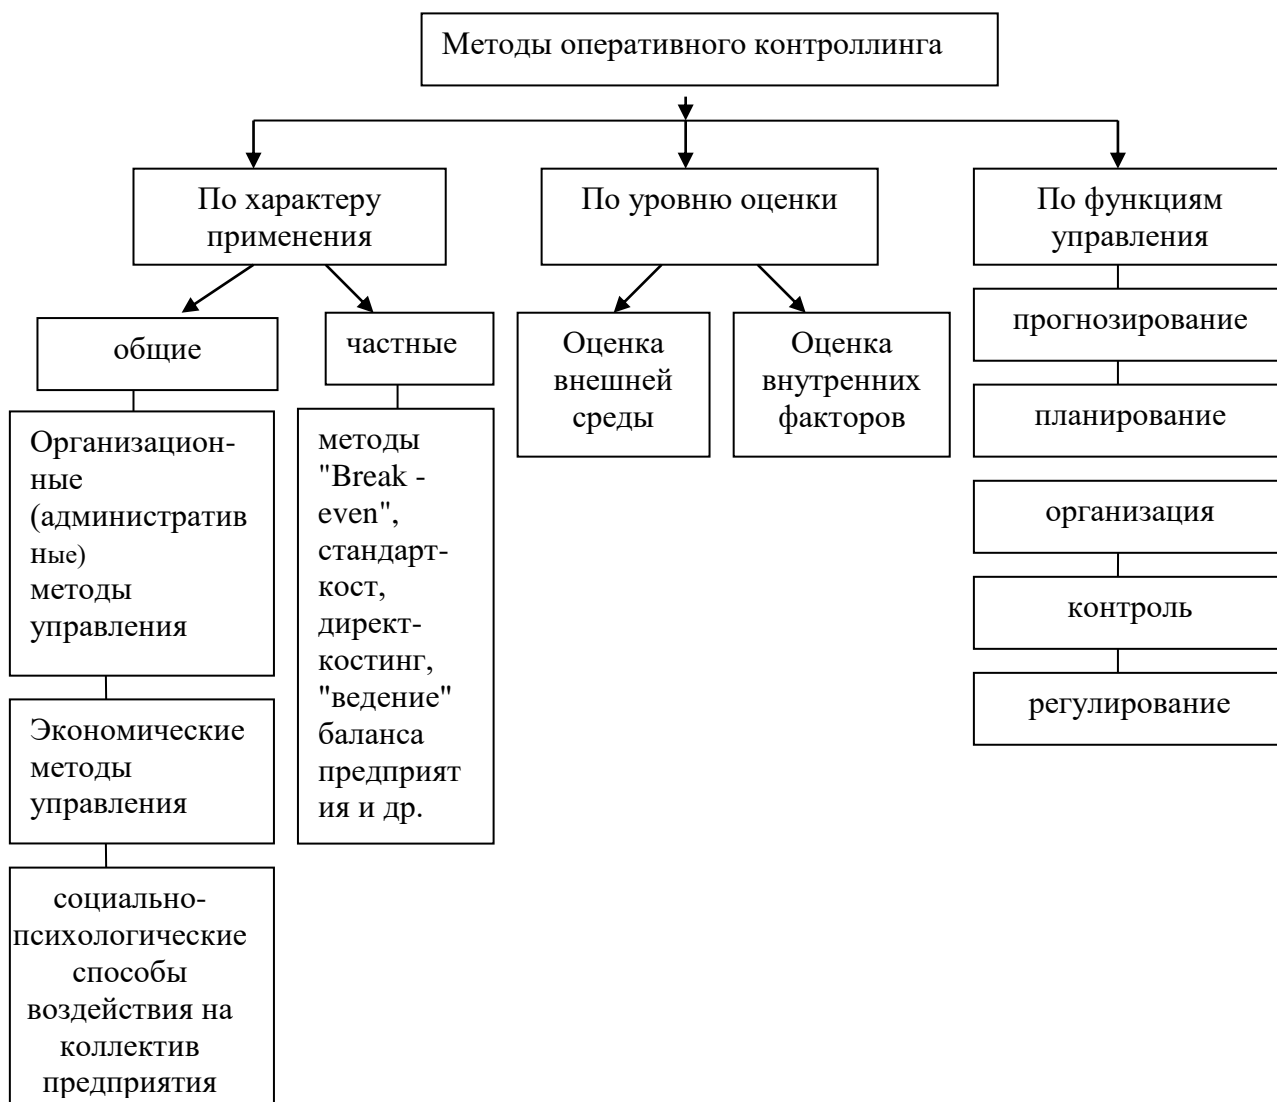 Методы оперативного контроллинга
По характеру
применения
По уровню оценки
По функциям
управления
общие
частные
Оценка
внешней
среды
Оценка
внутренних
факторов
прогнозирование
планирование
организация
контроль
регулирование
Организацион-
ные
(административ
ные)
методы
управления
методы
"Break -
even",
стандарт-
кост,
директ-
костинг,
"ведение"
баланса
предприят
ия и др.
Экономические
методы
управления
социально-
психологические
способы
воздействия на
коллектив
предприятия